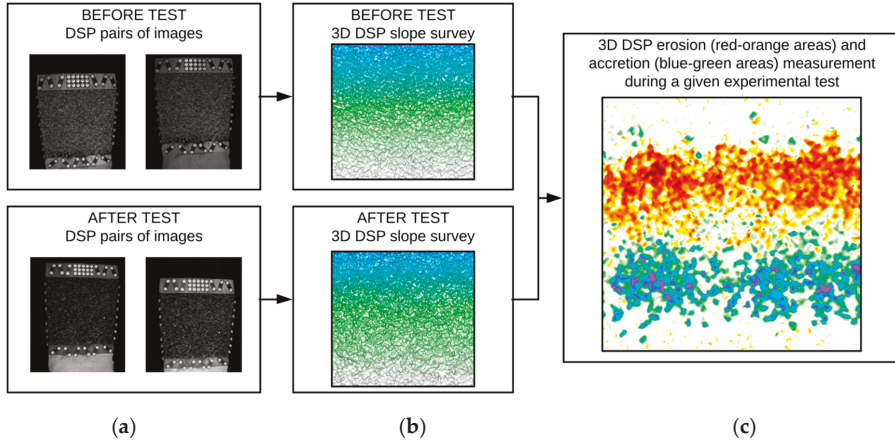 BEFORE TEST
DSP pairs of images
BEFORE TEST
3D DSP slope survey
3D DSP erosion (red-orange areas) and
accretion (blue-green areas) measurement
during a given experimental test
AFTER TEST
DSP pairs of images
AFTER TEST
3D DSP slope survey
(a)
(b)
(c)